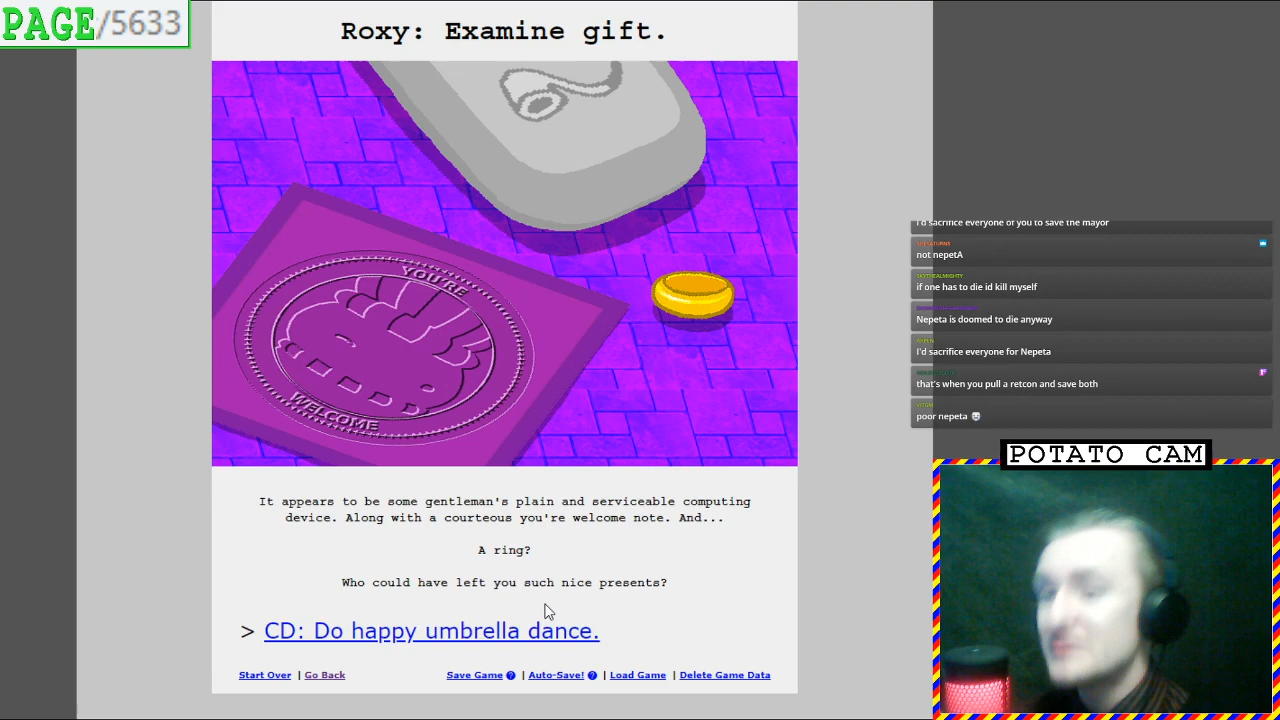 PAGE/5633
Roxy: Examine gift.
YOU'RE
WELCOME
It appears to be some gentleman's plain and serviceable computing
device. Along with a courteous you're welcome note. And...
A ring?
Who could have left you such nice presents?
> CD: Do happy umbrella dance.
Start Over | Go Back
Save Game ? | Auto-Save! ? | Load Game | Delete Game Data
I'd sacrifice everyone of you to save the mayor
not nepetA
SKYTHEALMIGHTY
if one has to die id kill myself
Nepeta is doomed to die anyway
I'd sacrifice everyone for Nepeta
that's when you pull a retcon and save both
poor nepeta
POTATO CAM